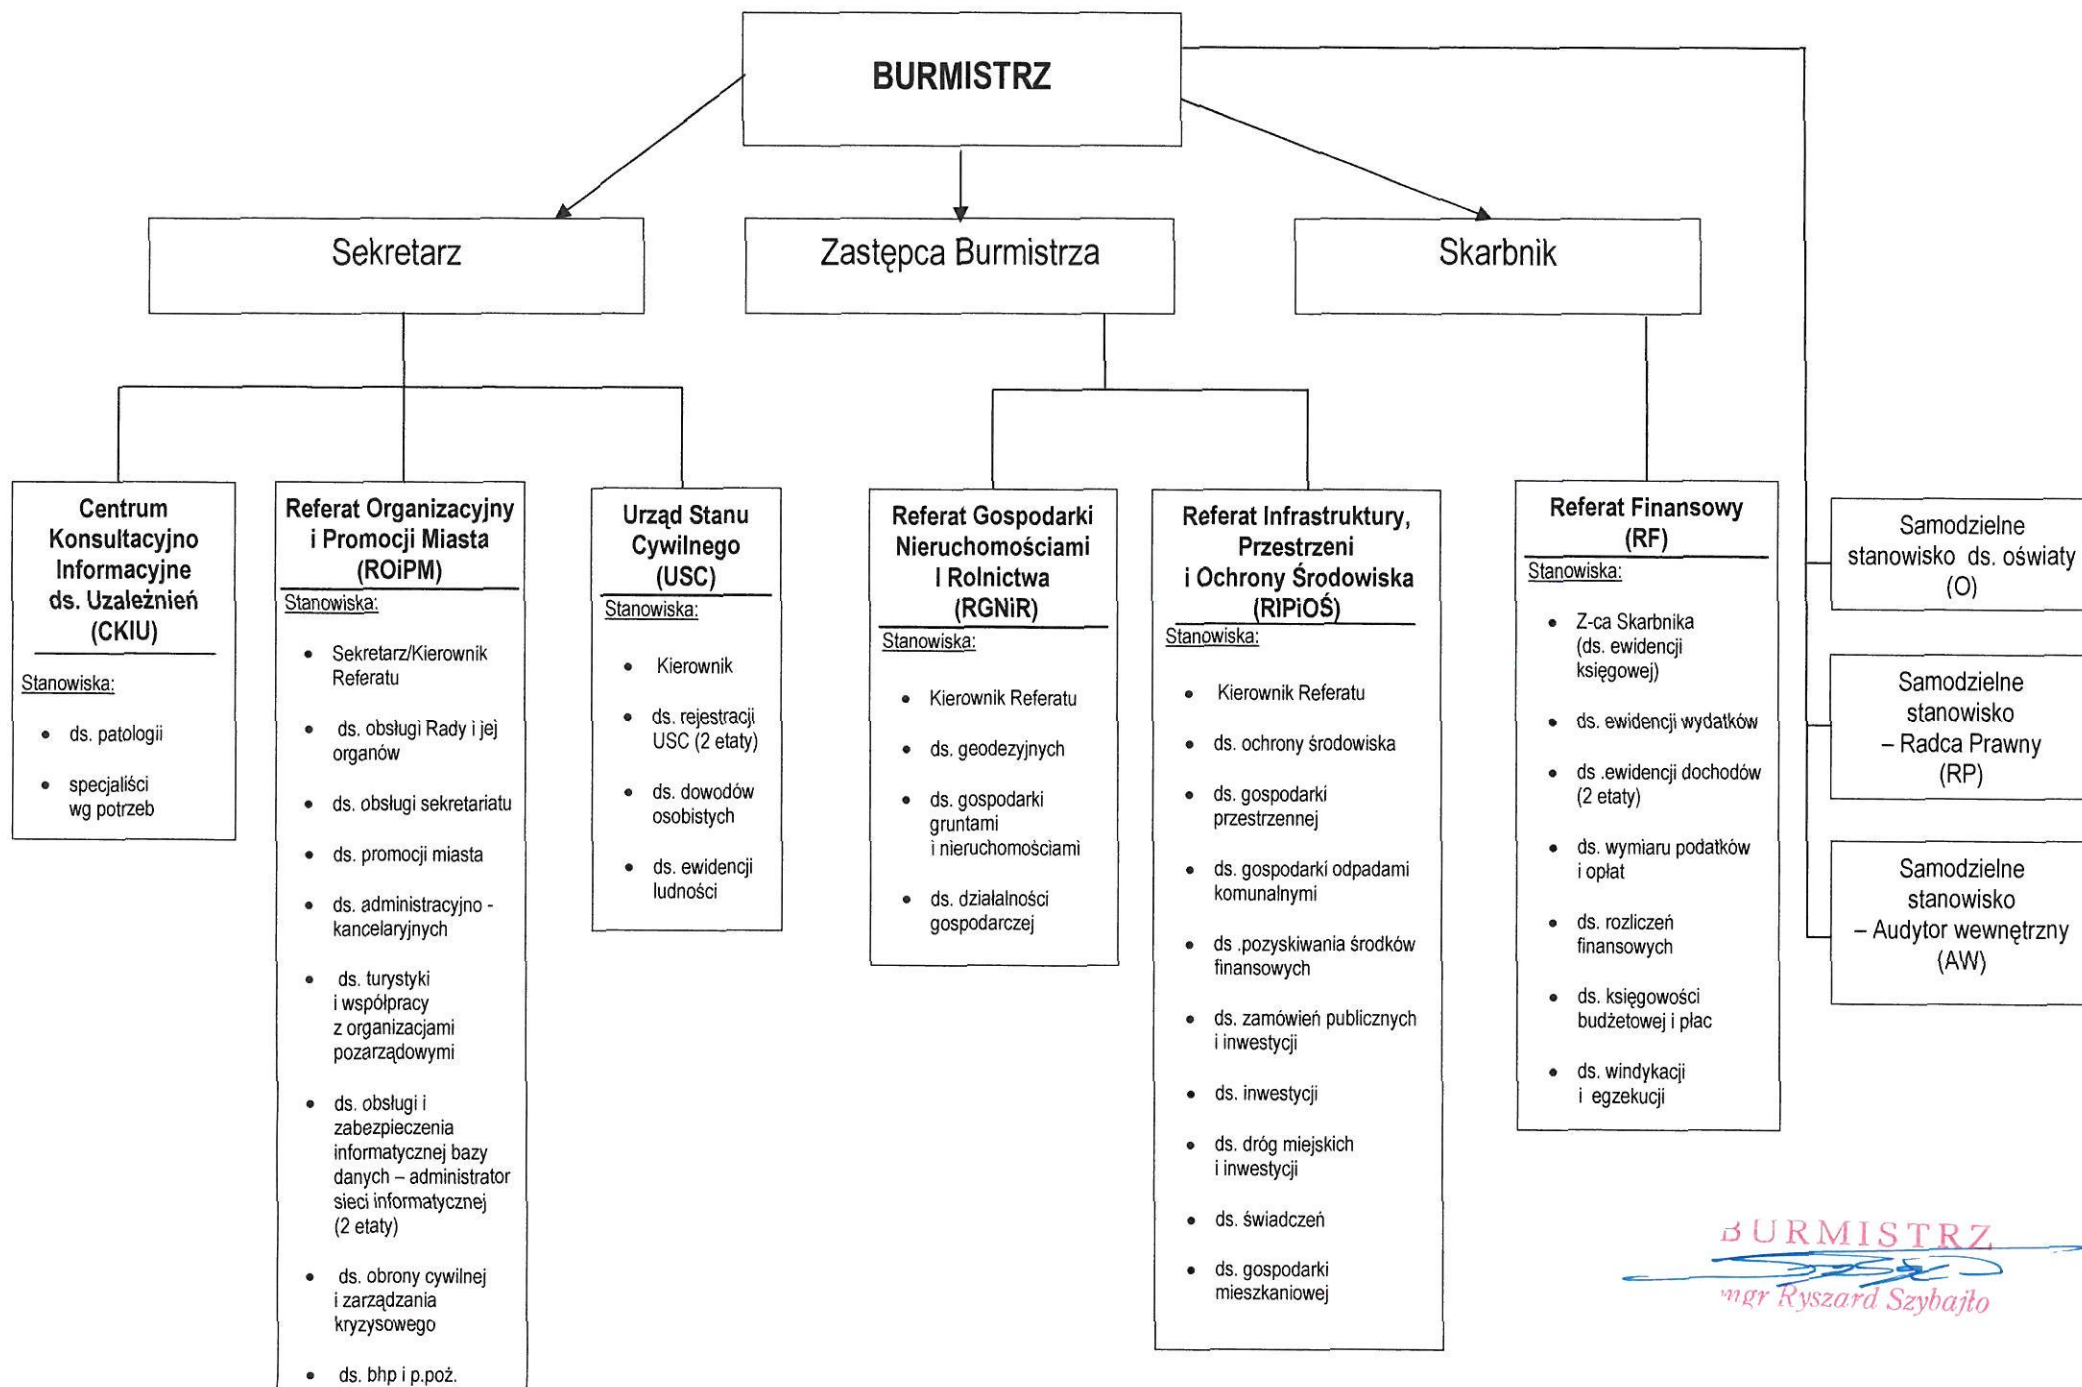 BURMISTRZ
Sekretarz
Zastępca Burmistrza
Skarbnik
Centrum
Konsultacyjno
Informacyjne
ds. Uzależnień
(CKIU)
Stanowiska:
• ds. patologii
• specjaliści
wg potrzeb
Referat Organizacyjny
i Promocji Miasta
(ROiPM)
Stanowiska:
• Sekretarz/Kierownik
Referatu
• ds. obsługi Rady i jej
organów
• ds. obsługi sekretariatu
• ds. promocji miasta
• ds. administracyjno -
kancelaryjnych
• ds. turystyki
i współpracy
z organizacjami
pozarządowymi
• ds. obsługi i
zabezpieczenia
informatycznej bazy
danych – administrator
sieci informatycznej
(2 etaty)
• ds. obrony cywilnej
i zarządzania
kryzysowego
• ds. bhp i p.poż.
Urząd Stanu
Cywilnego
(USC)
Stanowiska:
• Kierownik
• ds. rejestracji
USC (2 etaty)
• ds. dowodów
osobistych
• ds. ewidencji
ludności
Referat Gospodarki
Nieruchomościami
I Rolnictwa
(RGNiR)
Stanowiska:
• Kierownik Referatu
• ds. geodezyjnych
• ds. gospodarki
gruntami
i nieruchomościami
• ds. działalności
gospodarczej
Referat Infrastruktury,
Przestrzeni
i Ochrony Środowiska
(RIPiOŚ)
Stanowiska:
• Kierownik Referatu
• ds. ochrony środowiska
• ds. gospodarki
przestrzennej
• ds. gospodarki odpadami
komunalnymi
• ds .pozyskiwania środków
finansowych
• ds. zamówień publicznych
i inwestycji
• ds. inwestycji
• ds. dróg miejskich
i inwestycji
• ds. świadczeń
• ds. gospodarki
mieszkaniowej
Referat Finansowy
(RF)
Stanowiska:
• Z-ca Skarbnika
(ds. ewidencji
księgowej)
• ds. ewidencji wydatków
• ds .ewidencji dochodów
(2 etaty)
• ds. wymiaru podatków
i opłat
• ds. rozliczeń
finansowych
• ds. księgowości
budżetowej i płac
• ds. windykacji
i egzekucji
Samodzielne
stanowisko ds. oświaty
(O)
Samodzielne
stanowisko
– Radca Prawny
(RP)
Samodzielne
stanowisko
– Audytor wewnętrzny
(AW)
BURMISTRZ
mgr Ryszard Szybajło